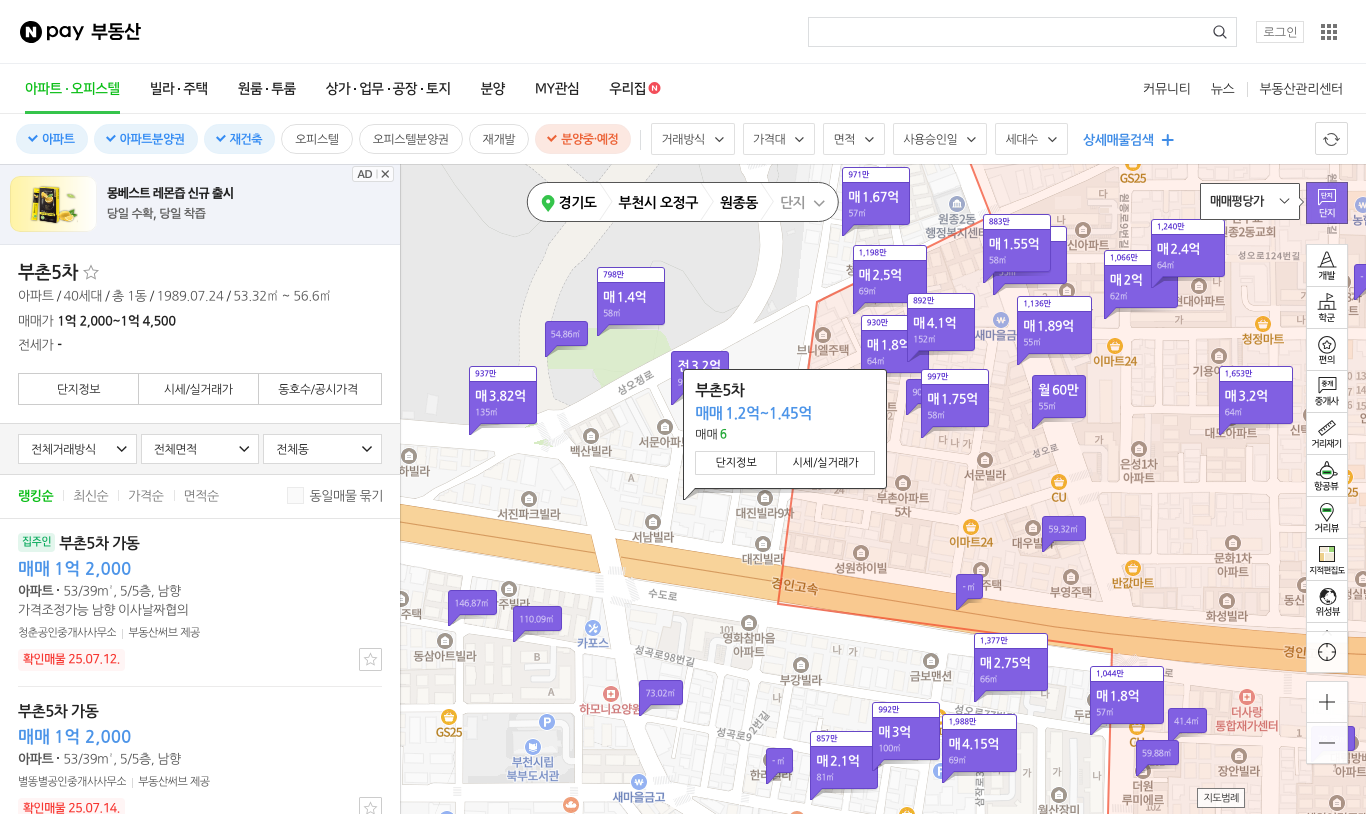 N pay 부동산
로그인
아파트·오피스텔 빌라·주택 원룸·투룸 상가·업무·공장·토지 분양 MY관심 우리집 N
커뮤니티 뉴스 부동산관리센터
아파트 아파트분양권 재건축 오피스텔 오피스텔분양권 재개발 분양중·예정 거래방식 가격대 면적 사용승인일 세대수 상세매물검색
AD
몽베스트 레몬즙 신규 출시
당일 수확, 당일 착즙
부촌5차
아파트 / 40세대 / 총 1동 / 1989.07.24 / 53.32㎡ ~ 56.6㎡
매매가 1억 2,000~1억 4,500
전세가 -
단지정보 시세/실거래가 동호수/공시가격
전체거래방식 전체면적 전체동
랭킹순 최신순 가격순 면적순 동일매물 묶기
집주인 부촌5차 가동
매매 1억 2,000
아파트 · 53/39㎡, 5/5층, 남향
가격조정가능 남향 이사날짜협의
청춘공인중개사사무소 부동산써브 제공
확인매물 25.07.12.
부촌5차 가동
매매 1억 2,000
아파트 · 53/39㎡, 5/5층, 남향
별똥별공인중개사사무소 부동산써브 제공
확인매물 25.07.14.
경기도 부천시 오정구 원종동 단지
매매평당가
단지
단지
개발
학군
편의
중개
중개사
거리재기
항공뷰
거리뷰
지적편집도
위성뷰
지도범례
부촌5차
매매 1.2억~1.45억
매매 6
단지정보 시세/실거래가
971만
매1.67억
57㎡
883만
매1.55억
58㎡
1,240만
매2.4억
64㎡
1,066만
매2억
62㎡
1,198만
매2.5억
69㎡
798만
매1.4억
58㎡
892만
매4.1억
152㎡
1,136만
매1.89억
55㎡
930만
매1.8억
64㎡
54.86㎡
전3.2억
937만
매3.82억
135㎡
997만
매1.75억
58㎡
월60만
55㎡
1,653만
매3.2억
64㎡
59.32㎡
- ㎡
146.87㎡
110.09㎡
1,377만
매2.75억
66㎡
1,044만
매1.8억
57㎡
73.02㎡
992만
매3억
100㎡
1,988만
매4.15억
69㎡
41.4㎡
59.88㎡
857만
매2.1억
81㎡
- ㎡
GS25
원종2동
행정복지센터
신아파트
원종로9번길
종2동교회
성오로124번길
현대아파트
새마을금
브니엘주택
이마트24
청정마트
기용아
상오정로
서문아파
백산빌라
하빌라
다나가
성오로
서문빌라
은성1차
아파트
대도아파트
CU
서진파크빌라
서남빌라
대진빌라9차
부촌아파트
5차
대진빌라
이마트24
대우빌
성원하이빌
문화1차
아파트
경인고속
부영주택
반값마트
화성빌라
주택
주빌라
수도로
카포스
동삼아트빌라
101
영화참마을
아파트
성곡로98번길
나 가
부강빌라
금보맨션
하모니요양원
더사랑
통합재가센터
GS25
P
부천시립
북부도서관
성곡로92번길
새마을금고
장안빌라
더원
루미에르
월산장미
A
B
A
경인